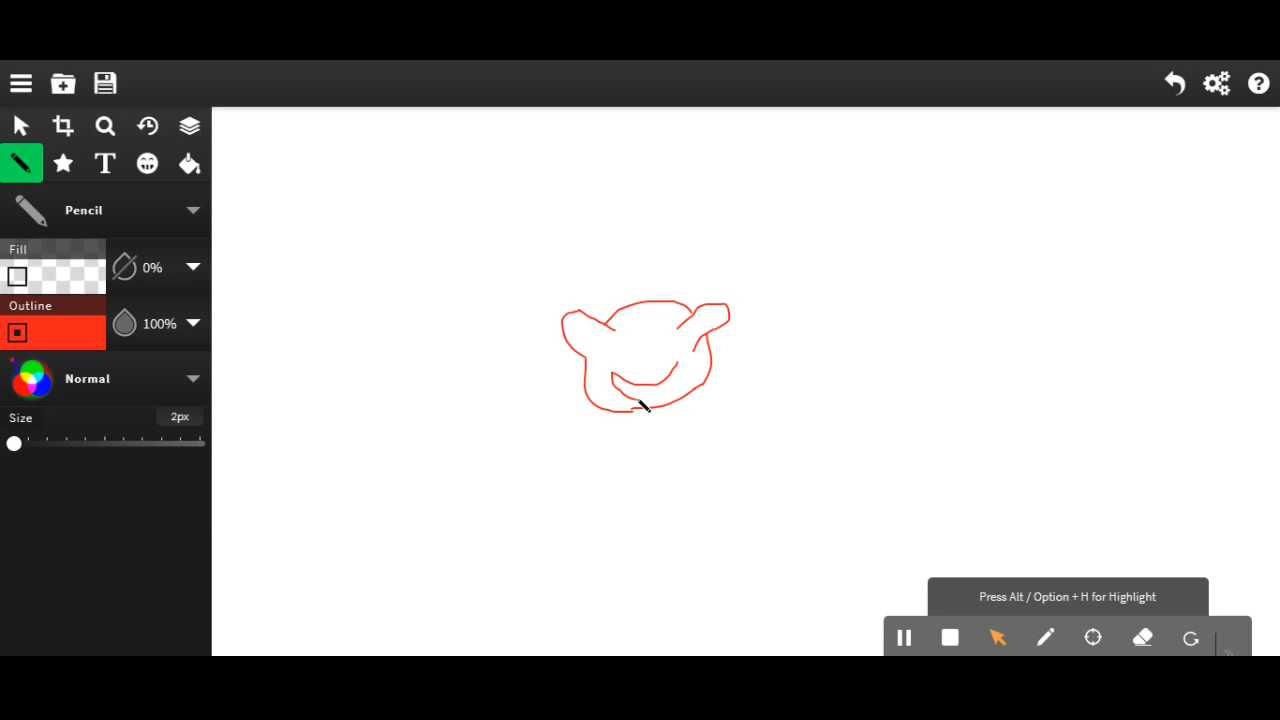 T
Pencil
Fill
0%
Outline
100%
Normal
Size
2px
Press Alt / Option + H for Highlight